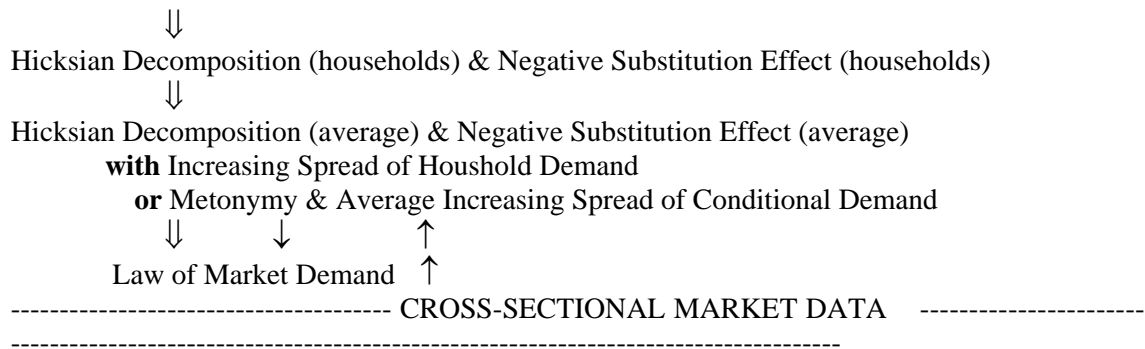 ⇓
Hicksian Decomposition (households) & Negative Substitution Effect (households)
⇓
Hicksian Decomposition (average) & Negative Substitution Effect (average)
with Increasing Spread of Houshold Demand
or Metonymy & Average Increasing Spread of Conditional Demand
⇓ ↓ ↑
Law of Market Demand ↑
--------------------------------------- CROSS-SECTIONAL MARKET DATA -----------------------
-------------------------------------------------------------------------------------